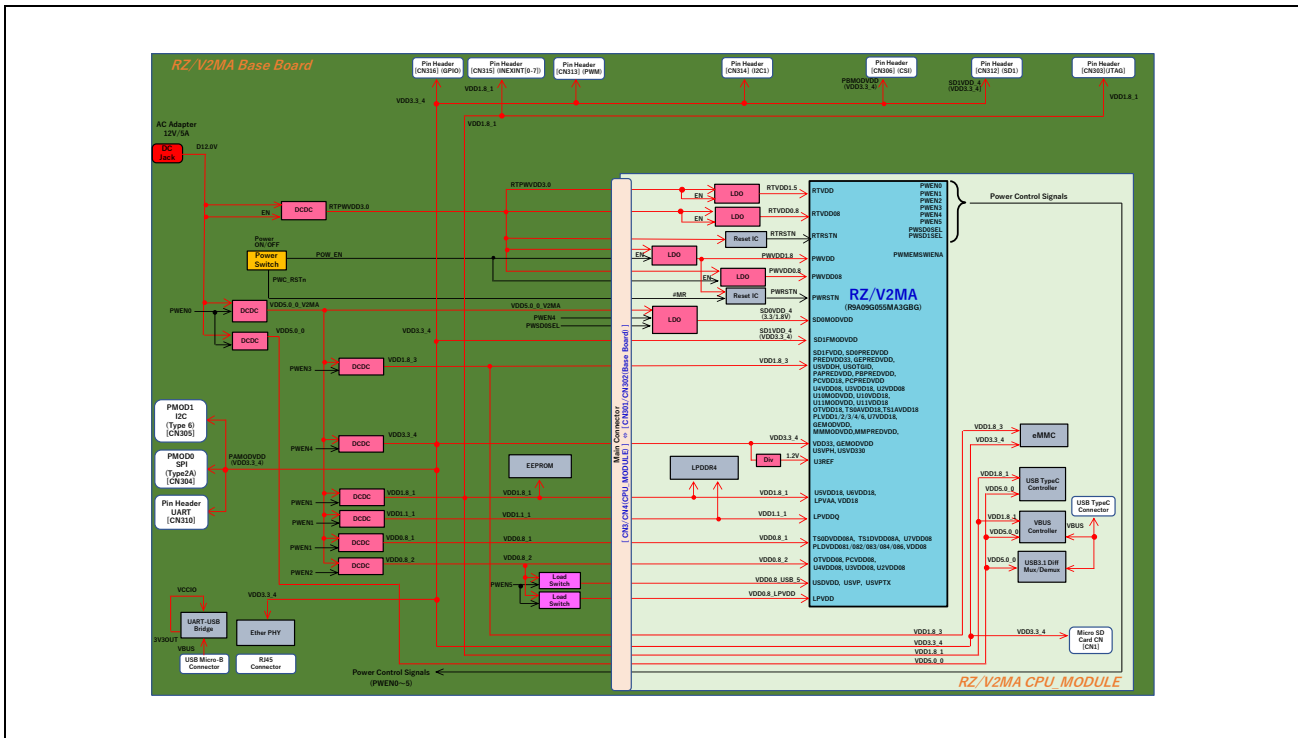 RZ/V2MA Base Board
Pin Header
[CN316] (GPIO)
Pin Header
[CN315] (INEXINT[0-7])
Pin Header
[CN313] (PWM)
Pin Header
[CN314] (I2C1)
Pin Header
[CN306] (CSI)
Pin Header
[CN312] (SD1)
Pin Header
[CN303](UTAG]
VDD3.3_4
VDD1.8_1
PBMODVDD
(VDD3.3_4)
SD1VDD_4
(VDD3.3_4)
VDD1.8_1
VDD1.8_1
AC Adapter
12V/5A
DC
Jack
D12.0V
EN
DCDC
RTPWVDD3.0
RTPWVDD3.0
Power
ON/OFF
Power
Switch
POW_EN
PWC_RSTn
PWEN0
DCDC
VDD5.0_0_V2MA
DCDC
VDD5.0_0
VDD5.0_0_V2MA
PWEN4
PWSD0SEL
#MR
VDD3.3_4
PWEN3
DCDC
VDD1.8_3
PWEN4
DCDC
VDD3.3_4
PWEN1
DCDC
VDD1.8_1
VDD1.8_1
PWEN1
DCDC
VDD1.1_1
PWEN1
DCDC
VDD0.8_1
PWEN2
DCDC
VDD0.8_2
VDD0.8_2
PWEN5
Load
Switch
Load
Switch
EEPROM
PMOD1
I2C
(Type 6)
[CN305]
PMOD0
SPI
(Type2A)
[CN304]
Pin Header
UART
[CN310]
PAMODVDD
(VDD3.3_4)
VCCIO
UART-USB
Bridge
3V3OUT
VBUS
USB Micro-B
Connector
VDD3.3_4
Ether PHY
RJ45
Connector
Power Control Signals
(PWEN0～5)
Main Connector
[ CN3/CN4(CPU_MODULE) ] ⇔ [ CN301/CN302(Base Board) ]
EN
LDO
RTVDD1.5
EN
LDO
RTVDD0.8
Reset IC
RTRSTN
EN
LDO
PWVDD1.8
EN
LDO
PWVDD0.8
Reset IC
PWRSTN
LDO
SD0VDD_4
(3.3/1.8V)
SD1VDD_4
(VDD3.3_4)
VDD1.8_3
VDD3.3_4
Div
1.2V
LPDDR4
VDD1.8_1
VDD1.1_1
VDD0.8_1
VDD0.8_2
VDD0.8_USB_5
VDD0.8_LPVDD
RTVDD
RTVDD08
RTRSTN
PWVDD
PWVDD08
PWRSTN
SD0MODVDD
SD1FMODVDD
PWEN0
PWEN1
PWEN2
PWEN3
PWEN4
PWEN5
PWSD0SEL
PWSD1SEL
PWMEMSWIENA
Power Control Signals
RZ/V2MA
(R9A09G055MA3GBG)
SD1FVDD, SD0PREDVDD
PREDVDD33, GEPREDVDD,
USVDDH, USOTGID,
PAPREDVDD, PBPREDVDD,
PCVDD18, PCPREDVDD
U4VDD08, U3VDD18, U2VDD08
U10MODVDD, U10VDD18,
U11MODVDD, U11VDD18
OTVDD18, TS0AVDD18,TS1AVDD18
PLVDD1/2/3/4/6, U7VDD18,
GEMODVDD,
MMMODVDD,MMPREDVDD,
VDD33, GEMODVDD
USVPH, USVD330
U3REF
U5VDD18, U6VDD18,
LPVAA, VDD18
LPVDDQ
TS0DVDD08A, TS1DVDD08A, U7VDD08
PLDVDD081/082/083/084/086, VDD08
OTVDD08, PCVDD08,
U4VDD08, U3VDD08, U2VDD08
USDVDD, USVP, USVPTX
LPVDD
VDD1.8_3
VDD3.3_4
eMMC
VDD1.8_1
VDD5.0_0
USB TypeC
Controller
USB TypeC
Connector
VDD1.8_1
VDD5.0_0
VBUS
Controller
VBUS
VDD5.0_0
USB3.1 Diff
Mux/Demux
VDD1.8_3
VDD3.3_4
VDD1.8_1
VDD5.0_0
VDD3.3_4
Micro SD
Card CN
[CN1]
RZ/V2MA CPU_MODULE